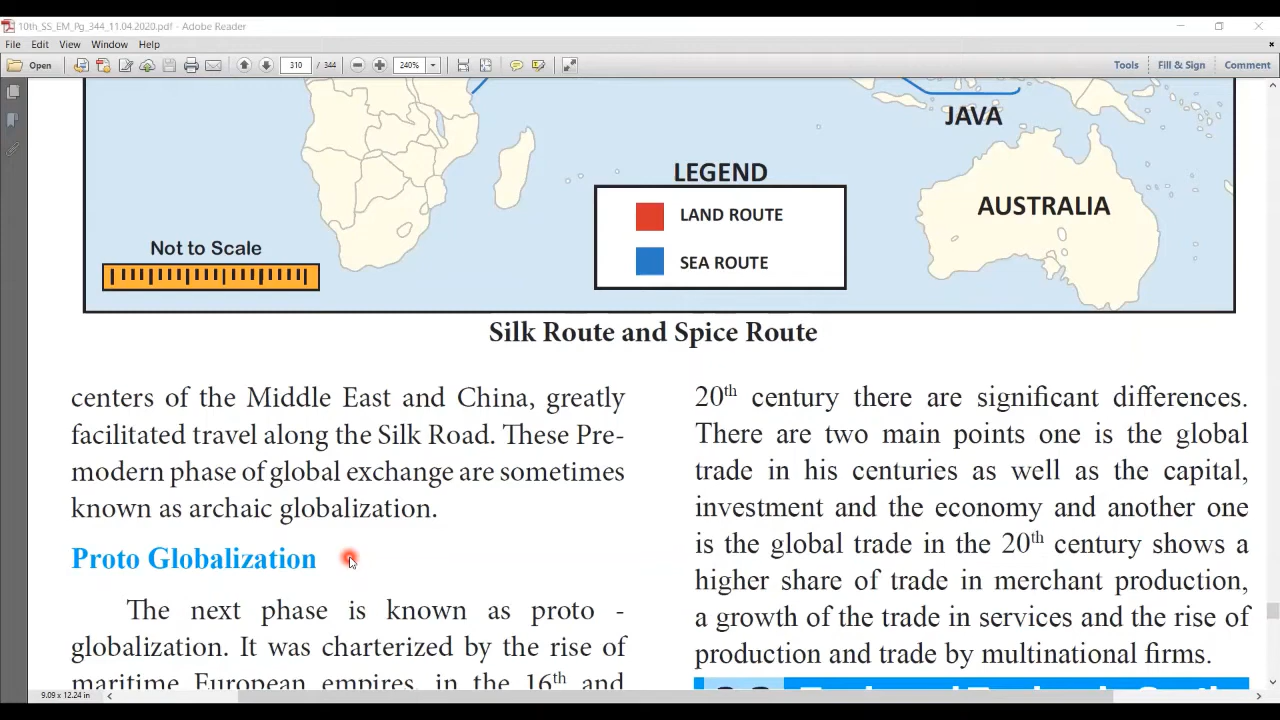 10th_SS_EM_Pg_344_11.04.2020.pdf - Adobe Reader
File Edit View Window Help
Open 310 / 344 240% Tools Fill & Sign Comment
JAVA
LEGEND
LAND ROUTE
SEA ROUTE
AUSTRALIA
Not to Scale
Silk Route and Spice Route
centers of the Middle East and China, greatly
facilitated travel along the Silk Road. These Pre-
modern phase of global exchange are sometimes
known as archaic globalization.
Proto Globalization
The next phase is known as proto -
globalization. It was charterized by the rise of
maritime European empires, in the 16th and
20th century there are significant differences.
There are two main points one is the global
trade in his centuries as well as the capital,
investment and the economy and another one
is the global trade in the 20th century shows a
higher share of trade in merchant production,
a growth of the trade in services and the rise of
production and trade by multinational firms.
9.09 x 12.24 in